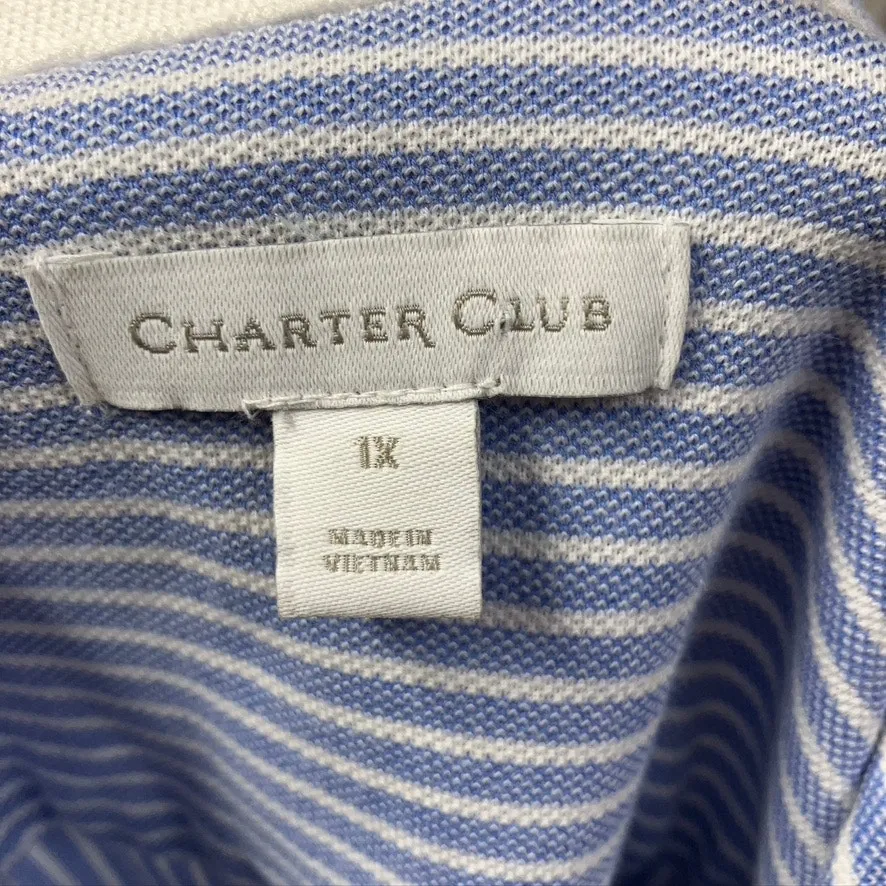 CHARTER CLUB
1X
MADE IN
VIETNAM